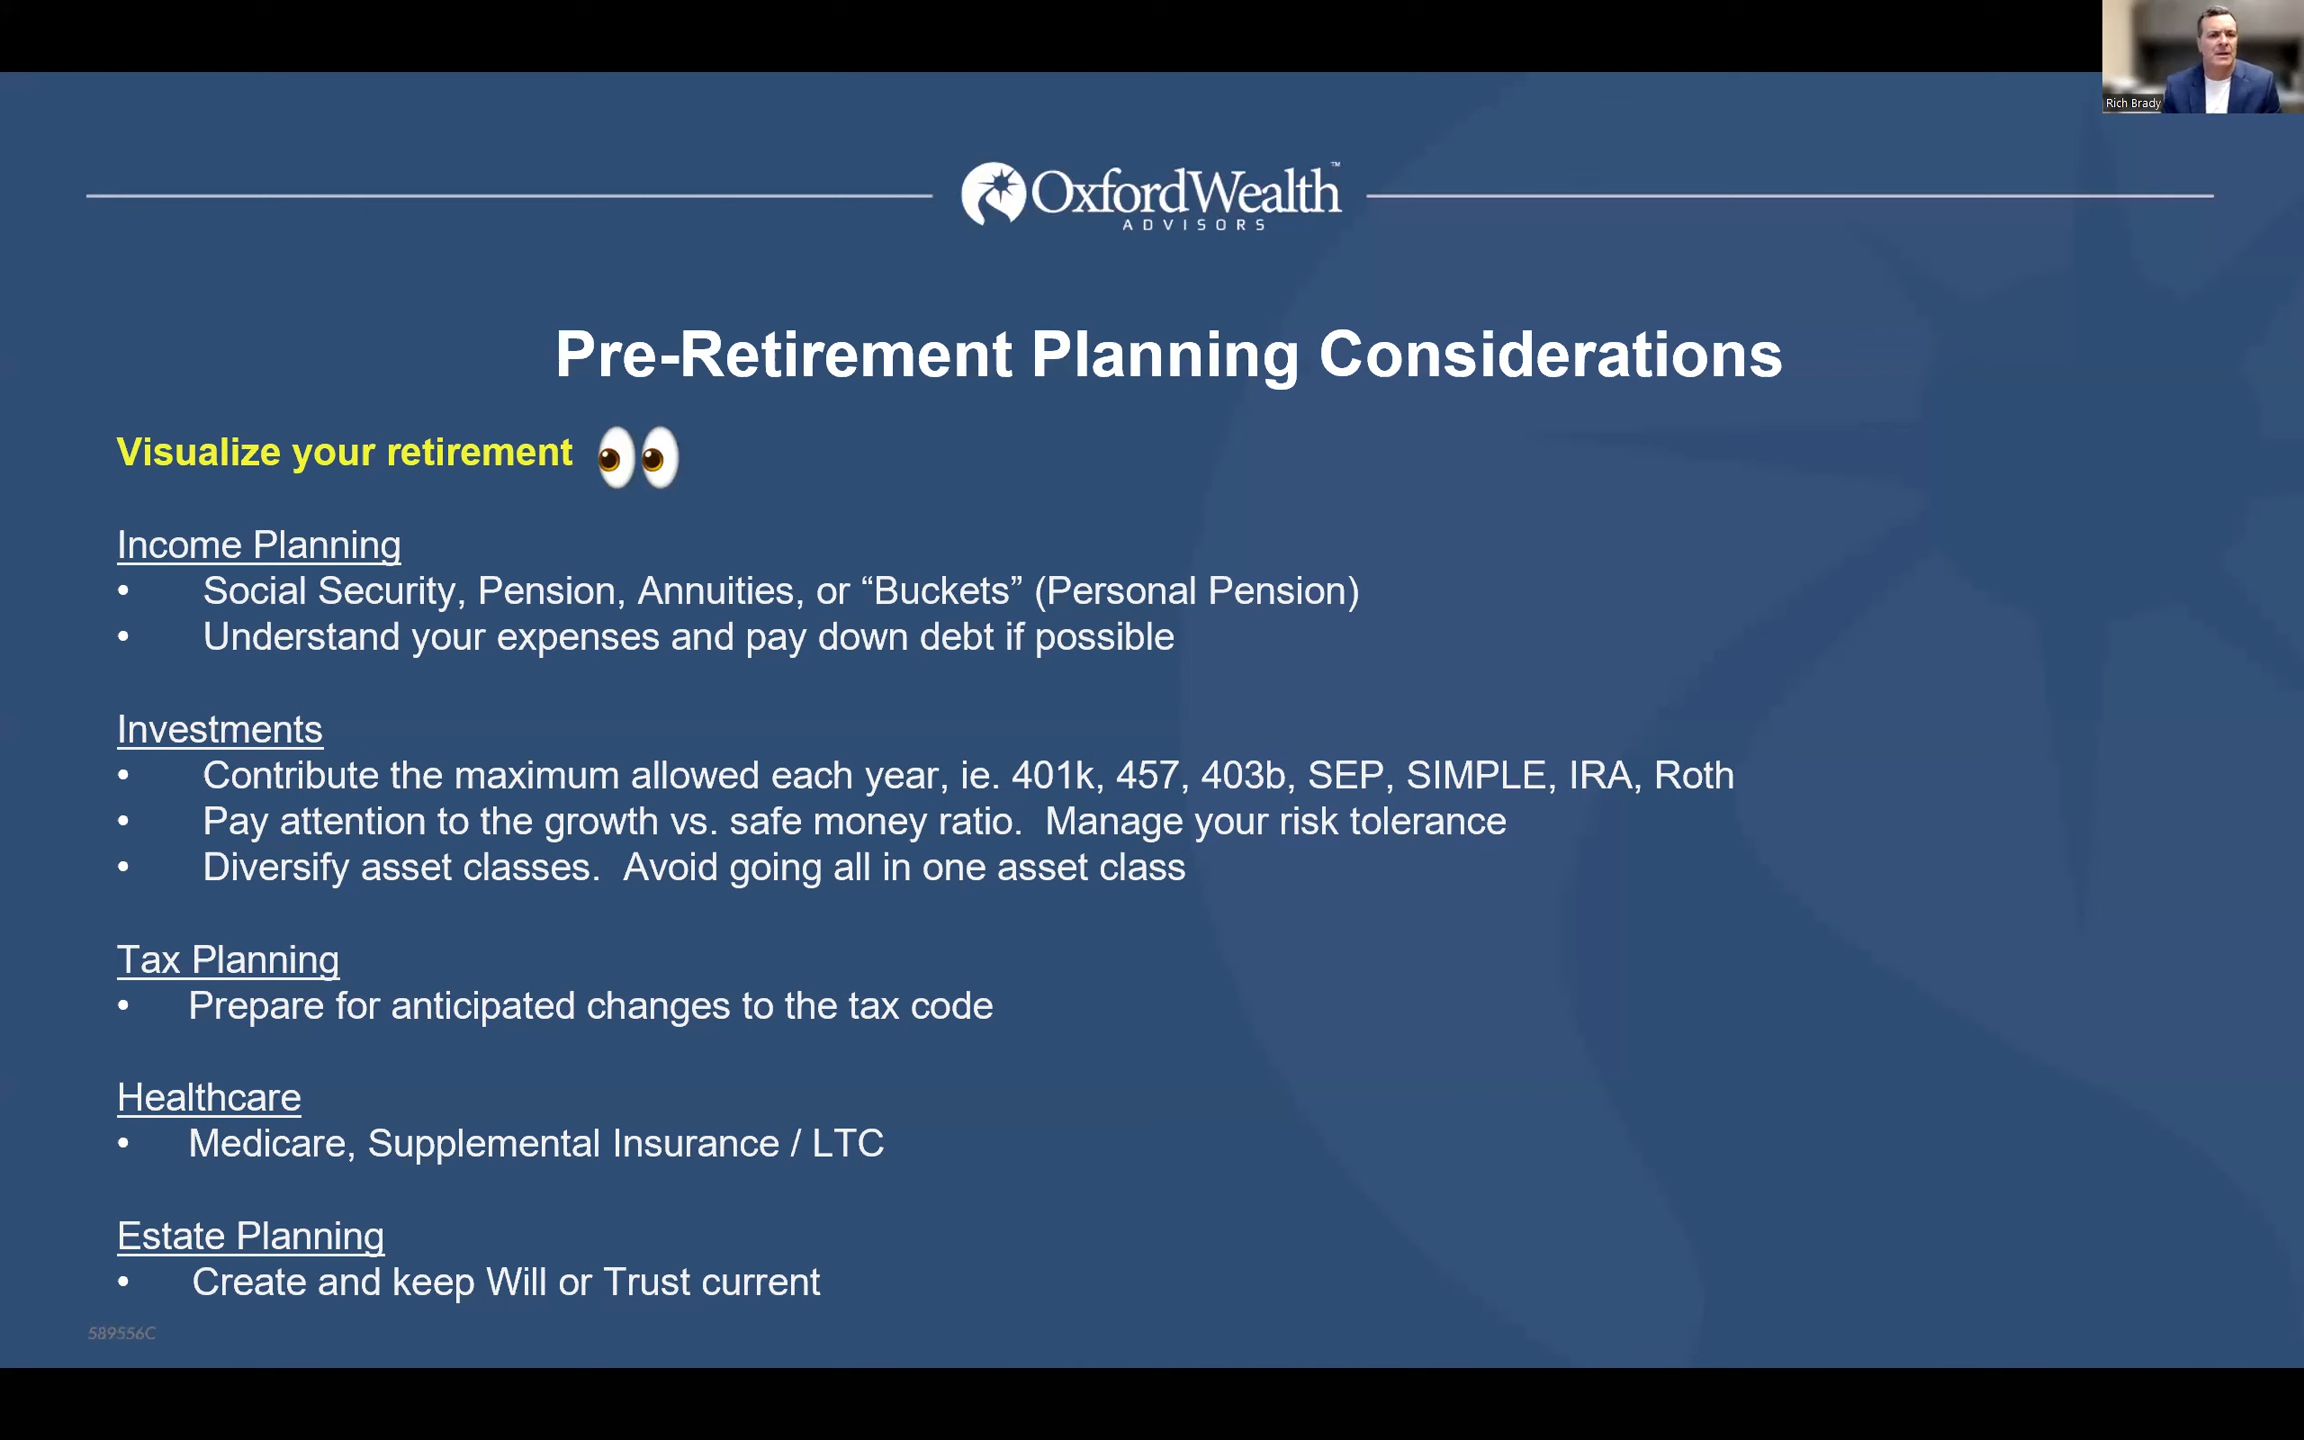 Rich Brady
OxfordWealth™
ADVISORS
Pre-Retirement Planning Considerations
Visualize your retirement
Income Planning
• Social Security, Pension, Annuities, or “Buckets” (Personal Pension)
• Understand your expenses and pay down debt if possible
Investments
• Contribute the maximum allowed each year, ie. 401k, 457, 403b, SEP, SIMPLE, IRA, Roth
• Pay attention to the growth vs. safe money ratio.  Manage your risk tolerance
• Diversify asset classes.  Avoid going all in one asset class
Tax Planning
• Prepare for anticipated changes to the tax code
Healthcare
• Medicare, Supplemental Insurance / LTC
Estate Planning
• Create and keep Will or Trust current
589556C